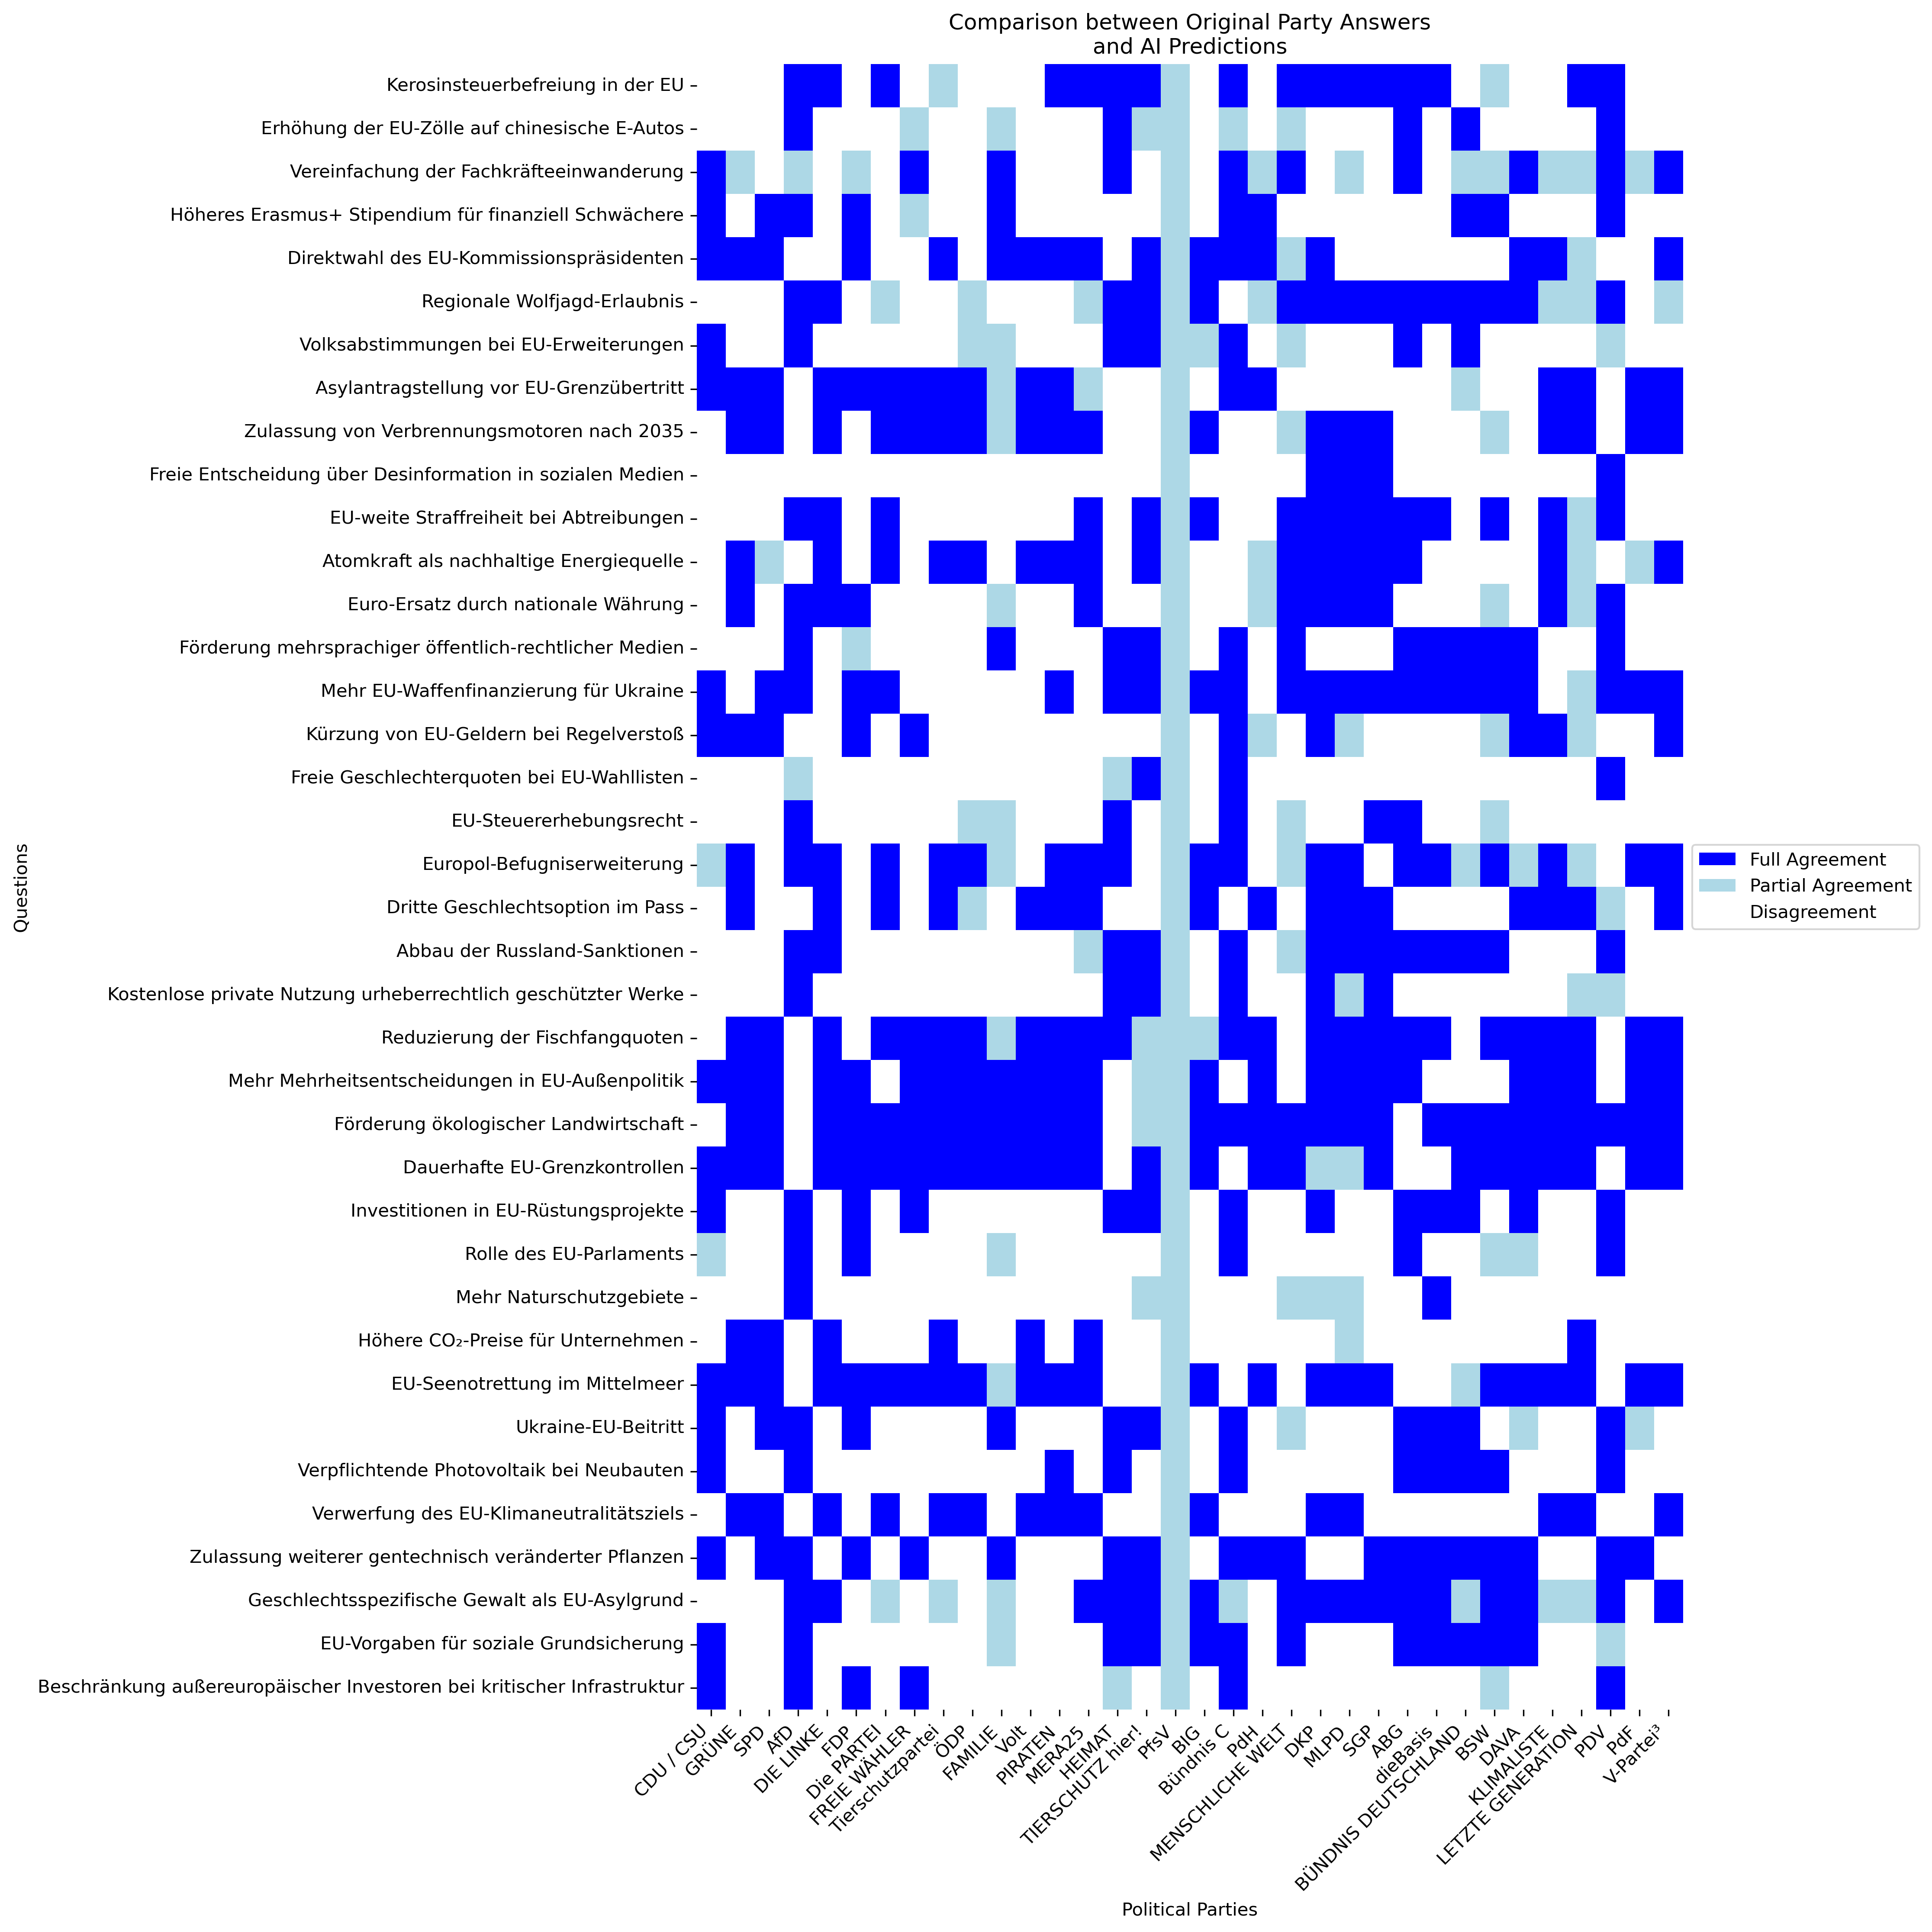 Comparison between Original Party Answers
and AI Predictions
Kerosinsteuerbefreiung in der EU
Erhöhung der EU-Zölle auf chinesische E-Autos
Vereinfachung der Fachkräfteeinwanderung
Höheres Erasmus+ Stipendium für finanziell Schwächere
Direktwahl des EU-Kommissionspräsidenten
Regionale Wolfjagd-Erlaubnis
Volksabstimmungen bei EU-Erweiterungen
Asylantragstellung vor EU-Grenzübertritt
Zulassung von Verbrennungsmotoren nach 2035
Freie Entscheidung über Desinformation in sozialen Medien
EU-weite Straffreiheit bei Abtreibungen
Atomkraft als nachhaltige Energiequelle
Euro-Ersatz durch nationale Währung
Förderung mehrsprachiger öffentlich-rechtlicher Medien
Mehr EU-Waffenfinanzierung für Ukraine
Kürzung von EU-Geldern bei Regelverstoß
Freie Geschlechterquoten bei EU-Wahllisten
EU-Steuererhebungsrecht
Europol-Befugniserweiterung
Dritte Geschlechtsoption im Pass
Abbau der Russland-Sanktionen
Kostenlose private Nutzung urheberrechtlich geschützter Werke
Reduzierung der Fischfangquoten
Mehr Mehrheitsentscheidungen in EU-Außenpolitik
Förderung ökologischer Landwirtschaft
Dauerhafte EU-Grenzkontrollen
Investitionen in EU-Rüstungsprojekte
Rolle des EU-Parlaments
Mehr Naturschutzgebiete
Höhere CO₂-Preise für Unternehmen
EU-Seenotrettung im Mittelmeer
Ukraine-EU-Beitritt
Verpflichtende Photovoltaik bei Neubauten
Verwerfung des EU-Klimaneutralitätsziels
Zulassung weiterer gentechnisch veränderter Pflanzen
Geschlechtsspezifische Gewalt als EU-Asylgrund
EU-Vorgaben für soziale Grundsicherung
Beschränkung außereuropäischer Investoren bei kritischer Infrastruktur
Questions
Full Agreement
Partial Agreement
Disagreement
CDU / CSU
GRÜNE
SPD
AfD
DIE LINKE
FDP
Die PARTEI
FREIE WÄHLER
Tierschutzpartei
ÖDP
FAMILIE
Volt
PIRATEN
MERA25
HEIMAT
TIERSCHUTZ hier!
PfsV
BIG
Bündnis C
PdH
MENSCHLICHE WELT
DKP
MLPD
SGP
ABG
dieBasis
BÜNDNIS DEUTSCHLAND
BSW
DAVA
KLIMALISTE
LETZTE GENERATION
PDV
PdF
V-Partei³
Political Parties